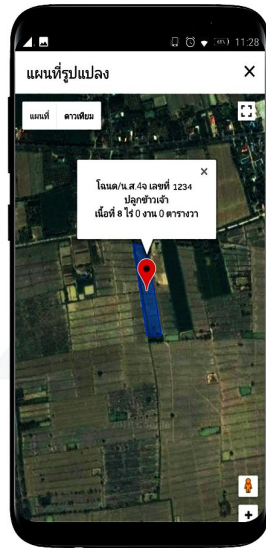 11:28
แผนที่รูปแปลง ×
แผนที่ ดาวเทียม
×
โฉนด/น.ส.4จ เลขที่ 1234
ปลูกข้าวเจ้า
เนื้อที่ 8 ไร่ 0 งาน 0 ตารางวา
+